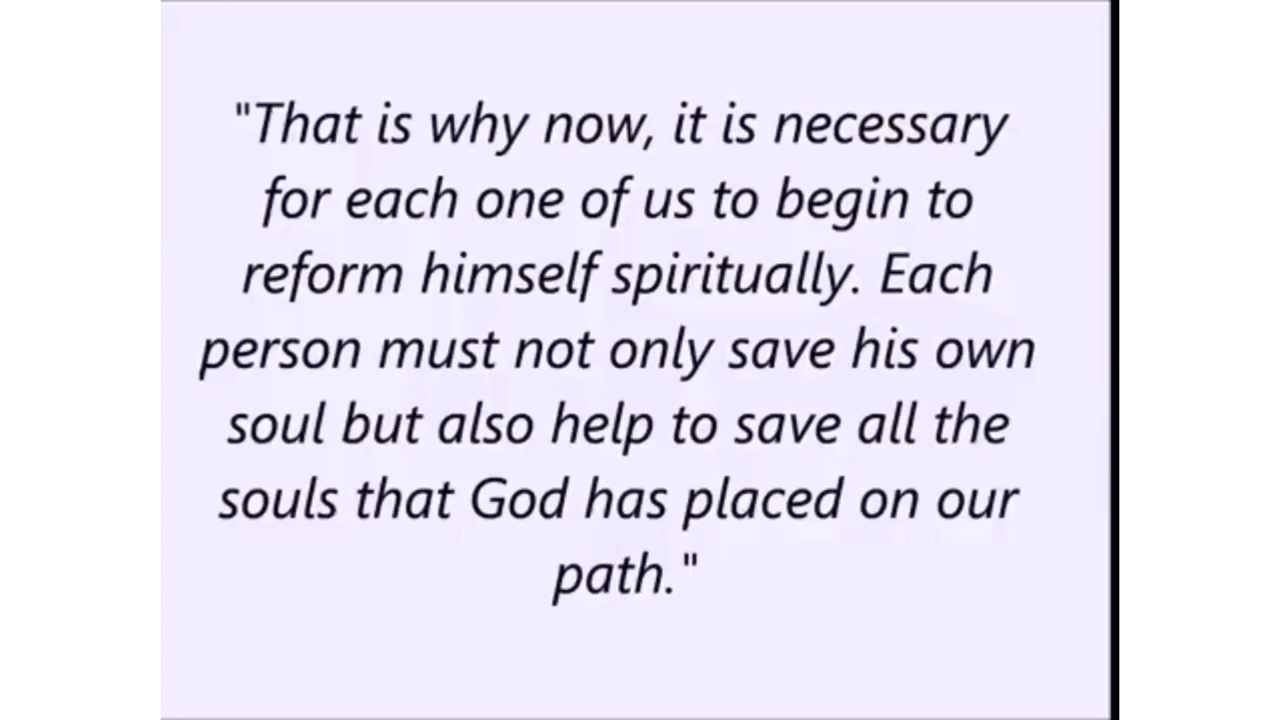 "That is why now, it is necessary
for each one of us to begin to
reform himself spiritually. Each
person must not only save his own
soul but also help to save all the
souls that God has placed on our
path."